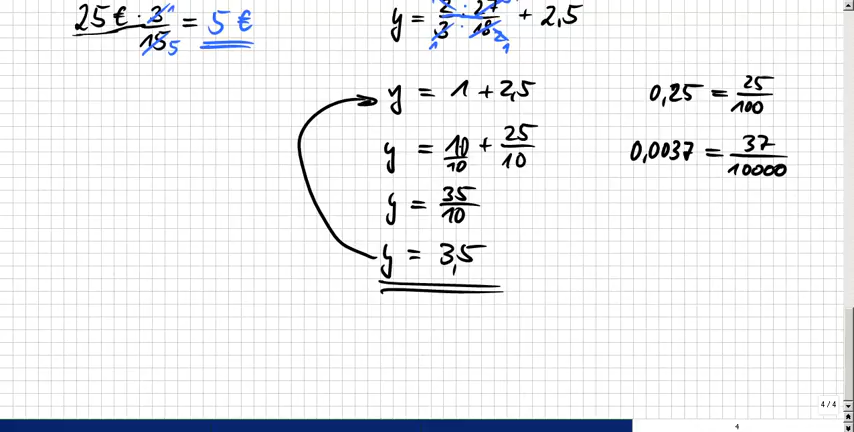 25€ · 3/15 = 5€
y = 2/3 · 27/18 + 2,5
y = 1 + 2,5
y = 10/10 + 25/10
y = 35/10
y = 3,5
0,25 = 25/100
0,0037 = 37/10000
4 / 4
4